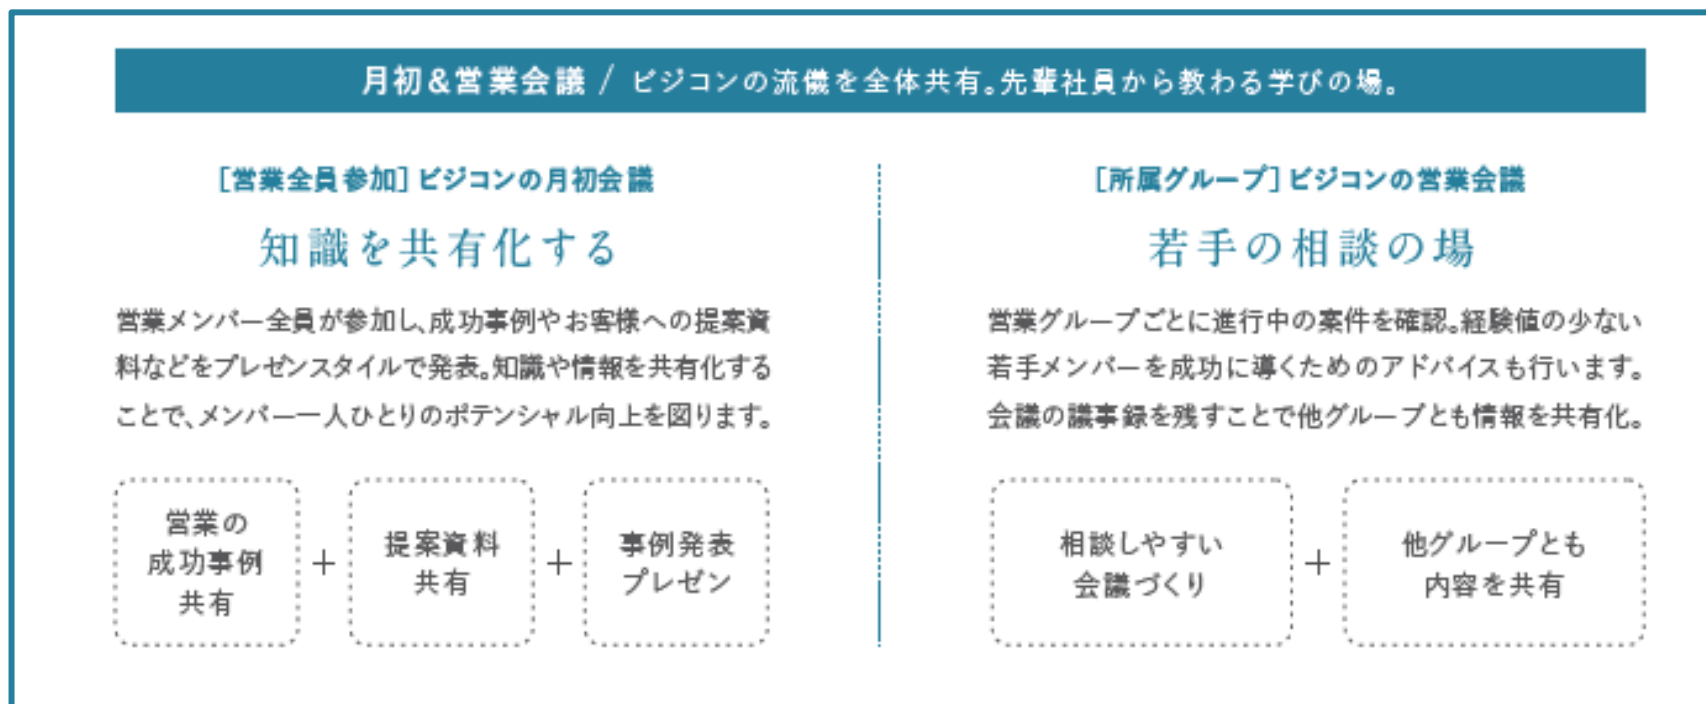 月初&営業会議 / ビジコンの流儀を全体共有。先輩社員から教わる学びの場。
［営業全員参加］ビジコンの月初会議
知識を共有化する
営業メンバー全員が参加し、成功事例やお客様への提案資
料などをプレゼンスタイルで発表。知識や情報を共有化する
ことで、メンバー一人ひとりのポテンシャル向上を図ります。
営業の
成功事例
共有
+
提案資料
共有
+
事例発表
プレゼン
［所属グループ］ビジコンの営業会議
若手の相談の場
営業グループごとに進行中の案件を確認。経験値の少ない
若手メンバーを成功に導くためのアドバイスも行います。
会議の議事録を残すことで他グループとも情報を共有化。
相談しやすい
会議づくり
+
他グループとも
内容を共有